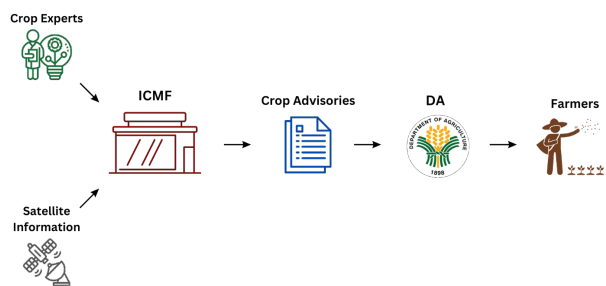 Crop Experts
ICMF
Crop Advisories
DA
DEPARTMENT OF AGRICULTURE
1898
Farmers
Satellite
Information